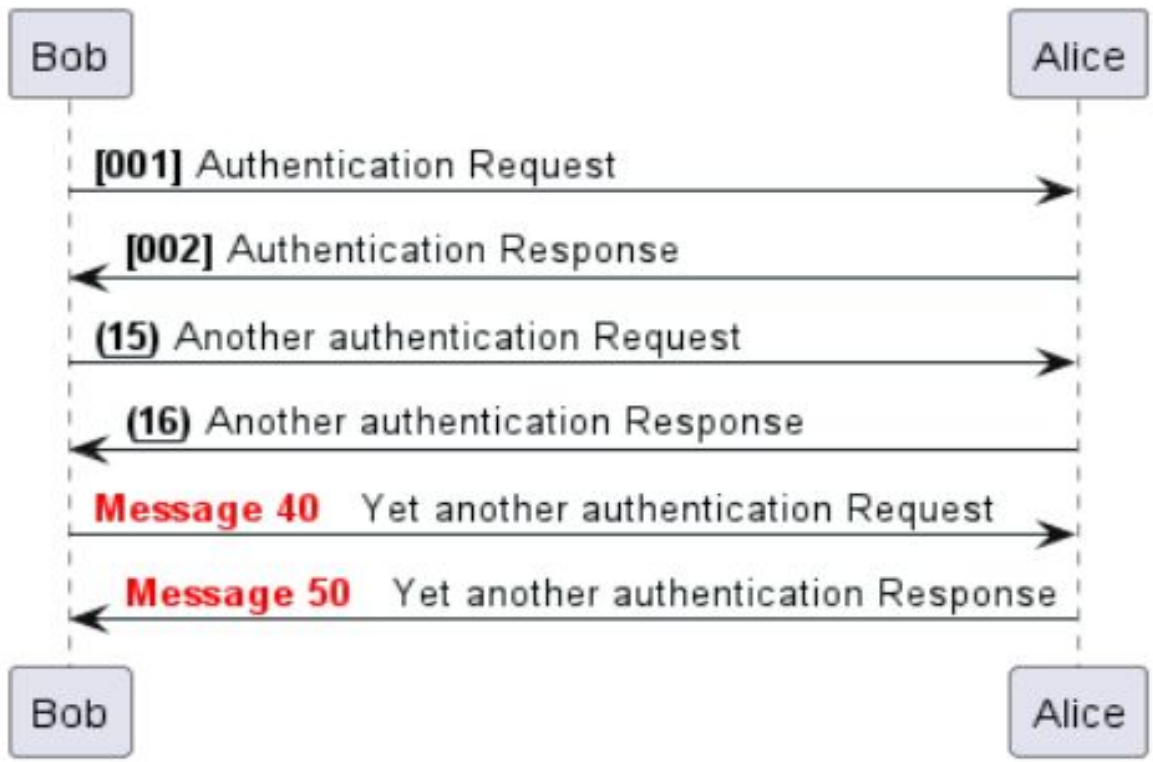 Bob Alice
[001] Authentication Request
[002] Authentication Response
(15) Another authentication Request
(16) Another authentication Response
Message 40 Yet another authentication Request
Message 50 Yet another authentication Response
Bob Alice